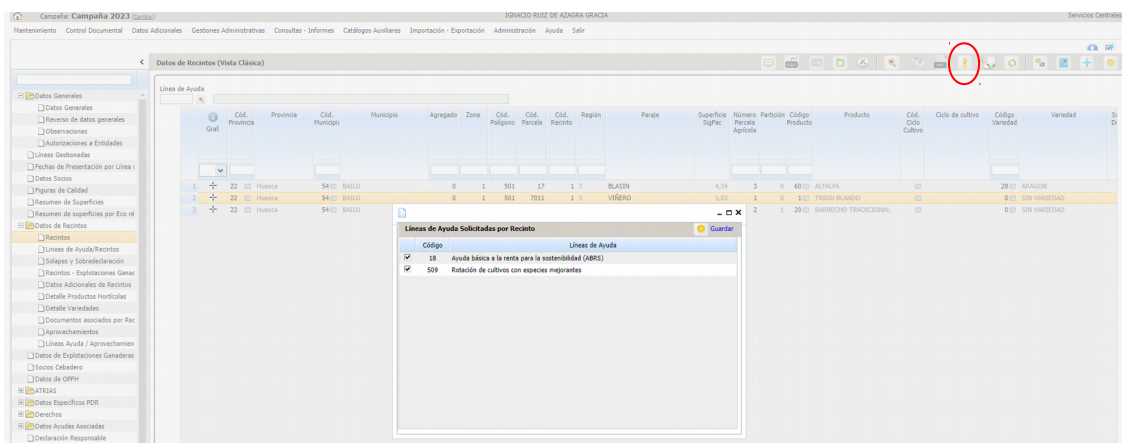 Campaña: Campaña 2023 (Cambiar) IGNACIO RUIZ DE AZAGRA GRACIA Servicios Centrales
Mantenimiento Control Documental Datos Adicionales Gestiones Administrativas Consultas - Informes Catálogos Auxiliares Importación - Exportación Administración Ayuda Salir
Datos de Recintos (Vista Clásica)
Línea de Ayuda
Datos Generales
Datos Generales
Reverso de datos generales
Observaciones
Autorizaciones a Entidades
Líneas Gestionadas
Fechas de Presentación por Línea
Datos Socios
Figuras de Calidad
Resumen de Superficies
Resumen de superficies por Eco ré
Datos de Recintos
Recintos
Lineas de Ayuda/Recintos
Solapes y Sobredeclaración
Recintos - Explotaciones Ganac
Datos Adicionales de Recintos
Detalle Productos Hortícolas
Detalle Variedades
Documentos asociados por Rec
Aprovechamientos
Líneas Ayuda / Aprovechamien
Datos de Explotaciones Ganaderas
Socios Cebadero
Datos de OPFH
ATRIAS
Datos Específicos PDR
Derechos
Datos Ayudas Asociadas
Declaración Responsable
Graf. Cód. Provincia Provincia Cód. Municipio Municipio Agregado Zona Cód. Polígono Cód. Parcela Cód. Recinto Región Paraje Superficie SigPac Número Parcela Agrícola Partición Código Producto Producto Cód. Ciclo Cultivo Ciclo de cultivo Código Variedad Variedad
1 22 Huesca 54 BAILO 0 1 501 17 1 3 BLASIN 4,34 3 0 60 ALFALFA 28 ARAGON
2 22 Huesca 54 BAILO 0 1 501 7011 1 3 VIÑERO 1,83 1 0 1 TRIGO BLANDO 0 SIN VARIEDAD
3 22 Huesca 54 BAILO 2 1 20 BARBECHO TRADICIONAL 0 SIN VARIEDAD
Líneas de Ayuda Solicitadas por Recinto Guardar
Código Líneas de Ayuda
18 Ayuda básica a la renta para la sostenibilidad (ABRS)
509 Rotación de cultivos con especies mejorantes